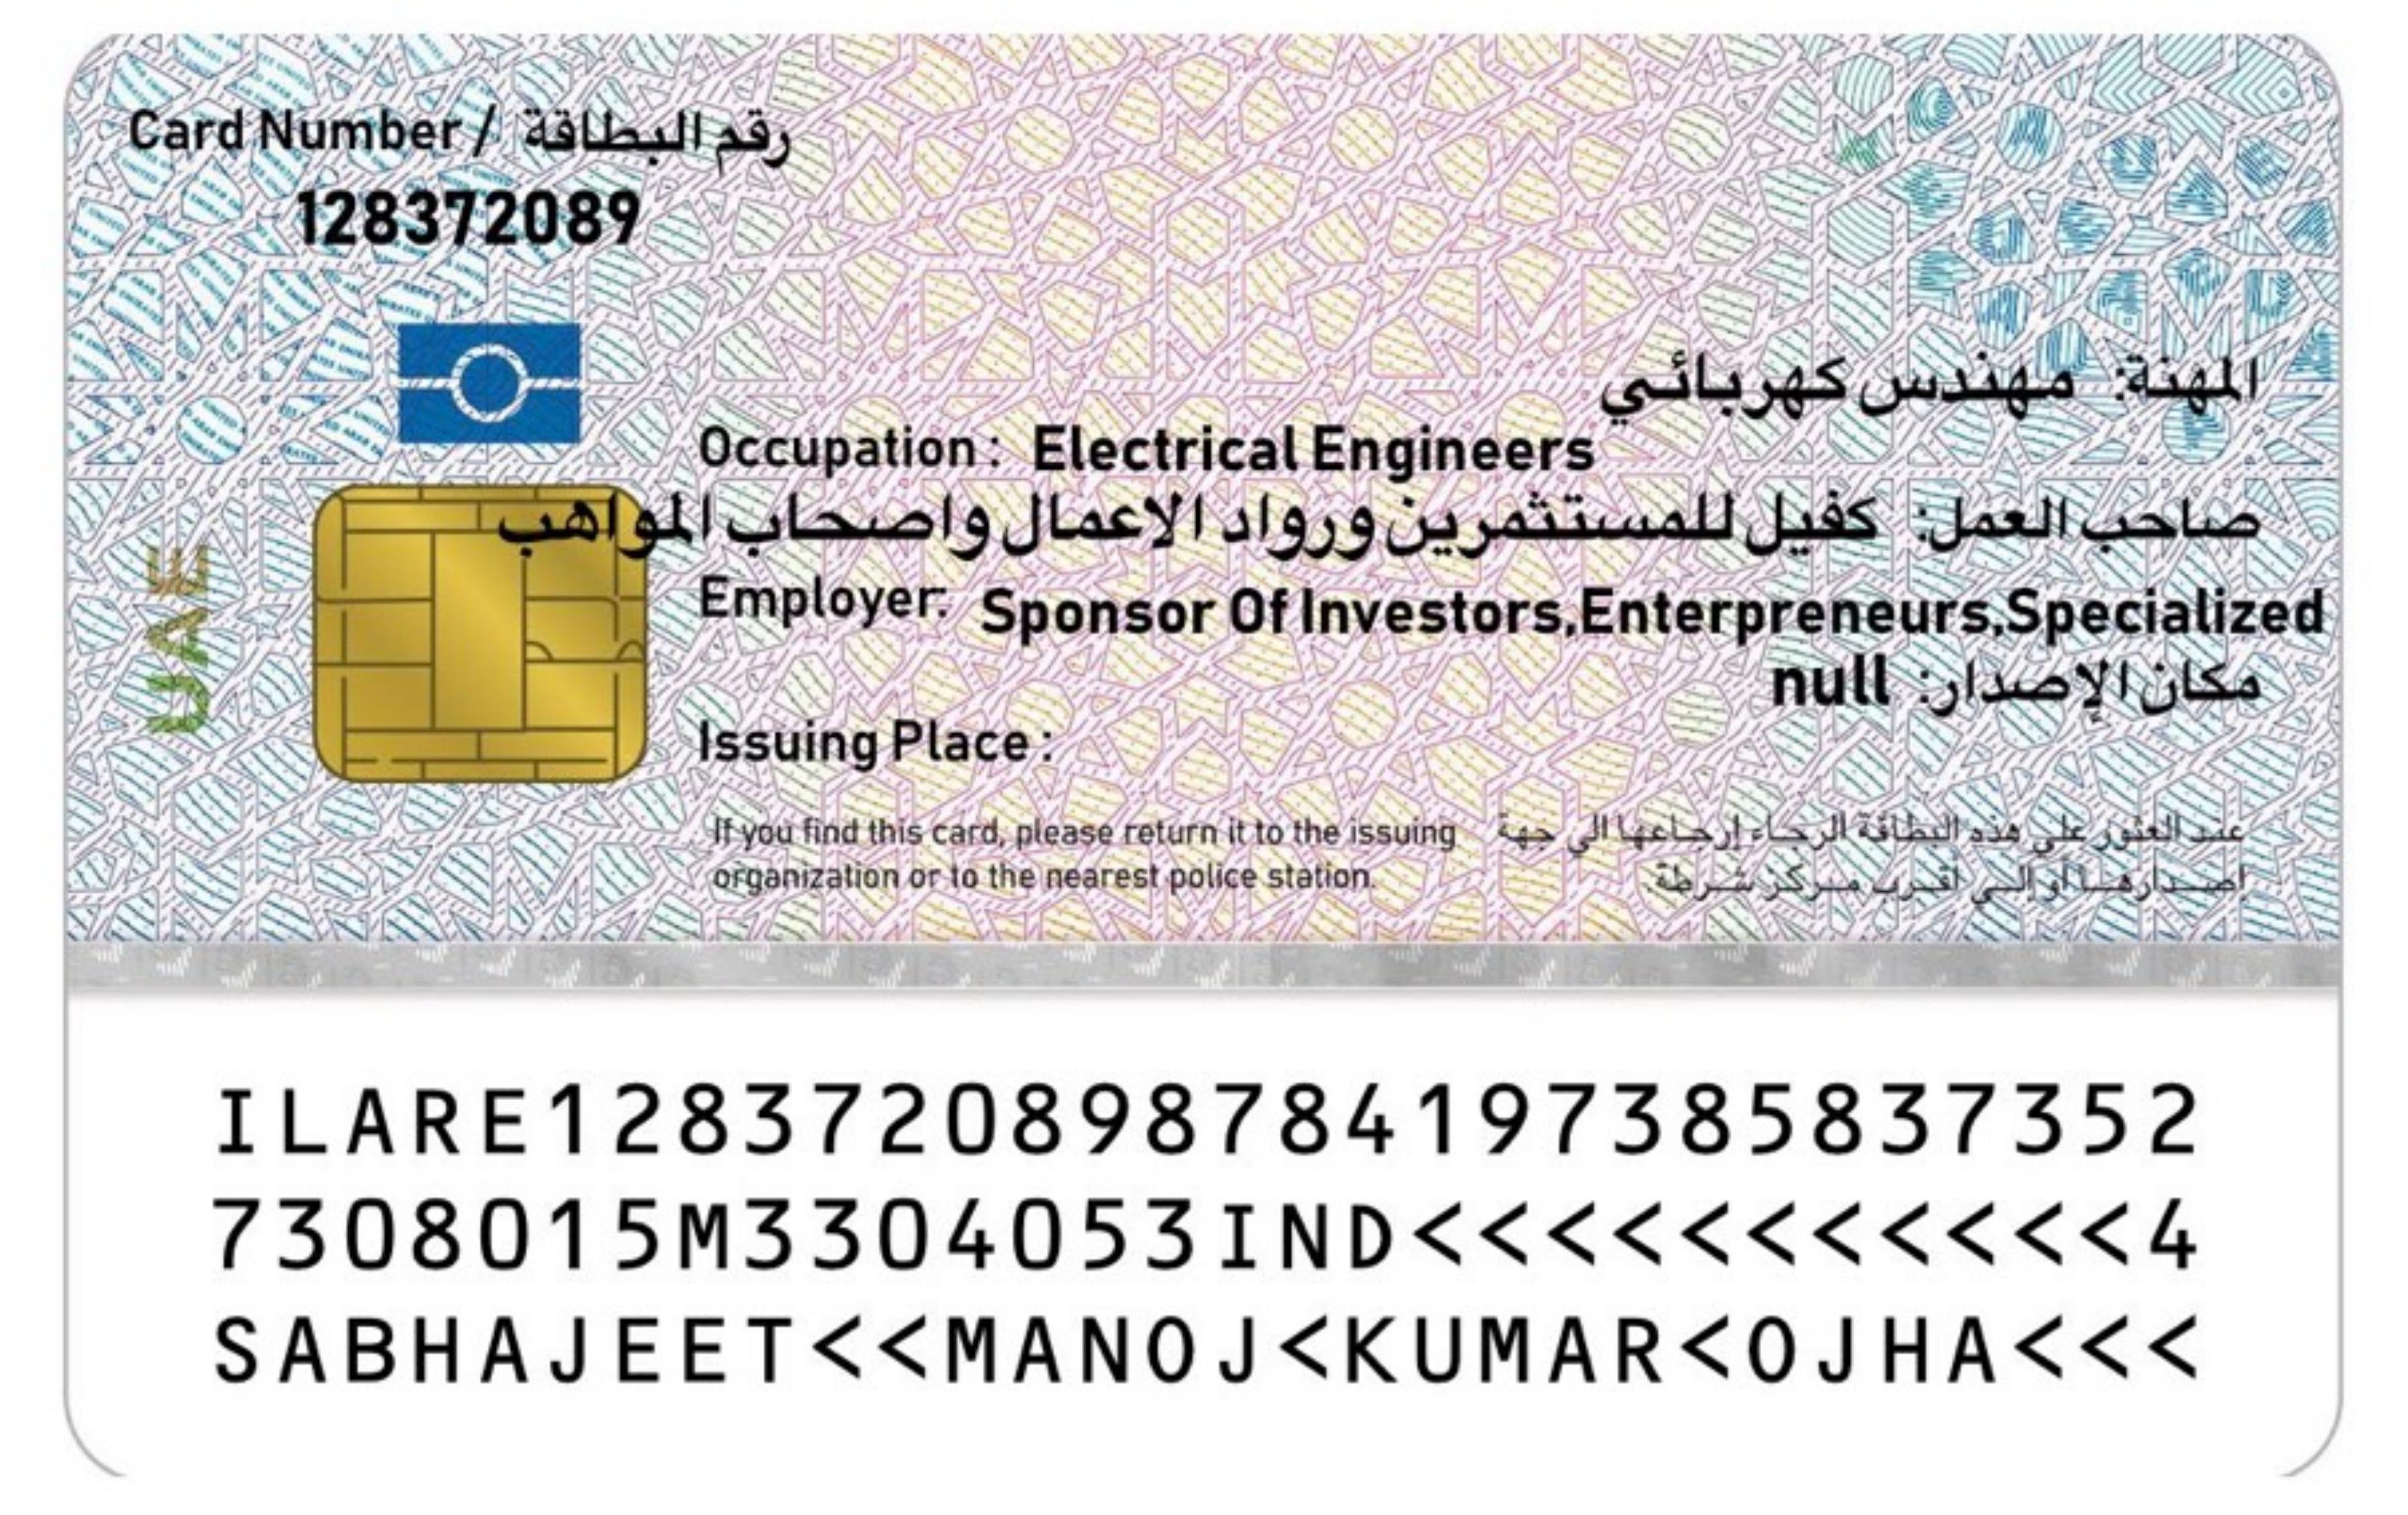 Card Number / رقم البطاقة
128372089
المهنة: مهندس كهربائي
Occupation : Electrical Engineers
صاحب العمل: كفيل للمستثمرين ورواد الاعمال واصحاب المواهب
Employer: Sponsor Of Investors,Enterpreneurs,Specialized
مكان الإصدار: null
Issuing Place :
UAE
If you find this card, please return it to the issuing
organization or to the nearest police station.
عند العثور على هذه البطاقة الرجاء إرجاعها الى جهة
اصدارها أو الى اقرب مركز شرطة.
ILARE1283720898784197385837352
7308015M3304053IND<<<<<<<<<<<4
SABHAJEET<<MANOJ<KUMAR<OJHA<<<